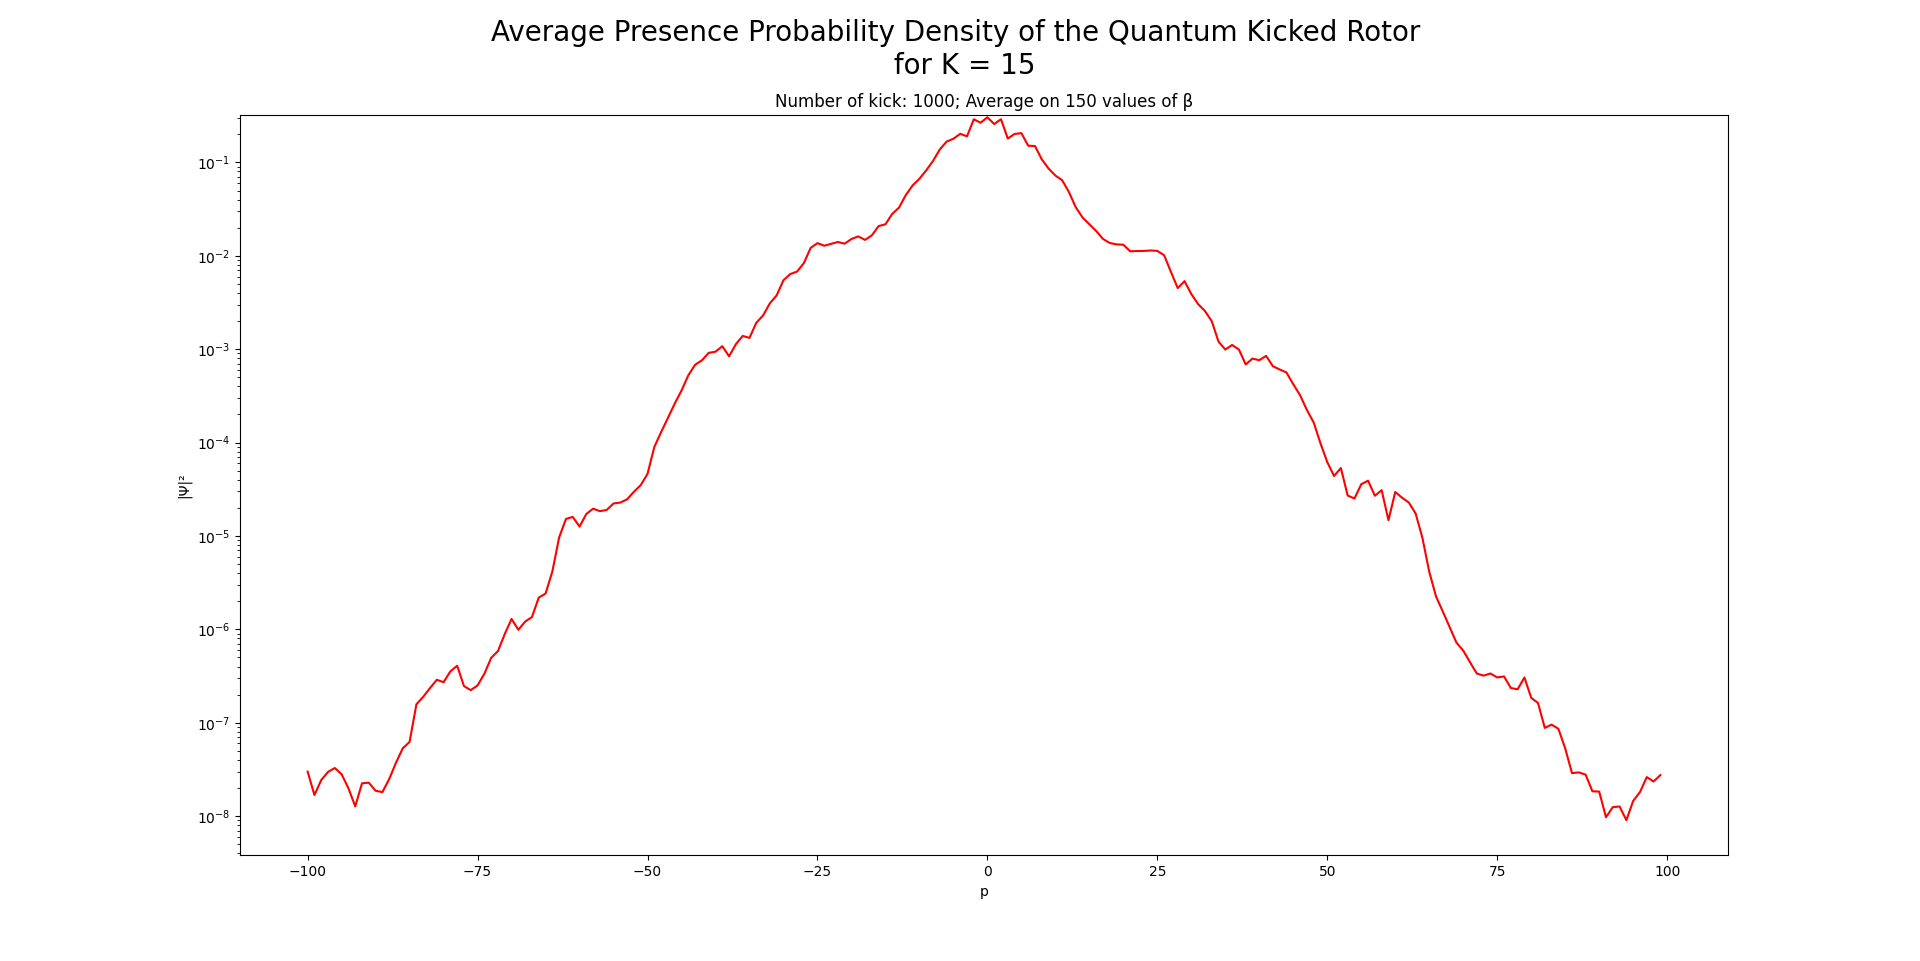 Average Presence Probability Density of the Quantum Kicked Rotor
for K = 15
Number of kick: 1000; Average on 150 values of β
10⁻¹
10⁻²
10⁻³
10⁻⁴
10⁻⁵
10⁻⁶
10⁻⁷
10⁻⁸
|Ψ|²
−100 −75 −50 −25 0 25 50 75 100
p